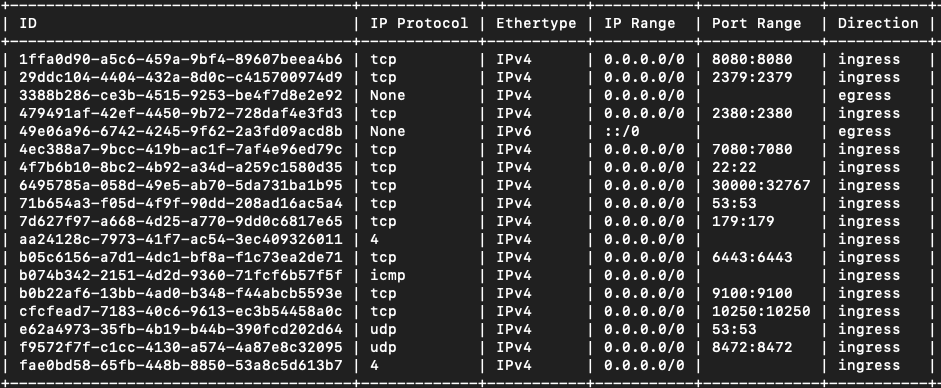 | ID | IP Protocol | Ethertype | IP Range | Port Range | Direction |
| 1ffa0d90-a5c6-459a-9bf4-89607beea4b6 | tcp | IPv4 | 0.0.0.0/0 | 8080:8080 | ingress |
| 29ddc104-4404-432a-8d0c-c415700974d9 | tcp | IPv4 | 0.0.0.0/0 | 2379:2379 | ingress |
| 3388b286-ce3b-4515-9253-be4f7d8e2e92 | None | IPv4 | 0.0.0.0/0 | | egress |
| 479491af-42ef-4450-9b72-728daf4e3fd3 | tcp | IPv4 | 0.0.0.0/0 | 2380:2380 | ingress |
| 49e06a96-6742-4245-9f62-2a3fd09acd8b | None | IPv6 | ::/0 | | egress |
| 4ec388a7-9bcc-419b-ac1f-7af4e96ed79c | tcp | IPv4 | 0.0.0.0/0 | 7080:7080 | ingress |
| 4f7b6b10-8bc2-4b92-a34d-a259c1580d35 | tcp | IPv4 | 0.0.0.0/0 | 22:22 | ingress |
| 6495785a-058d-49e5-ab70-5da731ba1b95 | tcp | IPv4 | 0.0.0.0/0 | 30000:32767 | ingress |
| 71b654a3-f05d-4f9f-90dd-208ad16ac5a4 | tcp | IPv4 | 0.0.0.0/0 | 53:53 | ingress |
| 7d627f97-a668-4d25-a770-9dd0c6817e65 | tcp | IPv4 | 0.0.0.0/0 | 179:179 | ingress |
| aa24128c-7973-41f7-ac54-3ec409326011 | 4 | IPv4 | 0.0.0.0/0 | | ingress |
| b05c6156-a7d1-4dc1-bf8a-f1c73ea2de71 | tcp | IPv4 | 0.0.0.0/0 | 6443:6443 | ingress |
| b074b342-2151-4d2d-9360-71fcf6b57f5f | icmp | IPv4 | 0.0.0.0/0 | | ingress |
| b0b22af6-13bb-4ad0-b348-f44abcb5593e | tcp | IPv4 | 0.0.0.0/0 | 9100:9100 | ingress |
| cfcfead7-7183-40c6-9613-ec3b54458a0c | tcp | IPv4 | 0.0.0.0/0 | 10250:10250 | ingress |
| e62a4973-35fb-4b19-b44b-390fcd202d64 | udp | IPv4 | 0.0.0.0/0 | 53:53 | ingress |
| f9572f7f-c1cc-4130-a574-4a87e8c32095 | udp | IPv4 | 0.0.0.0/0 | 8472:8472 | ingress |
| fae0bd58-65fb-448b-8850-53a8c5d613b7 | 4 | IPv4 | 0.0.0.0/0 | | ingress |